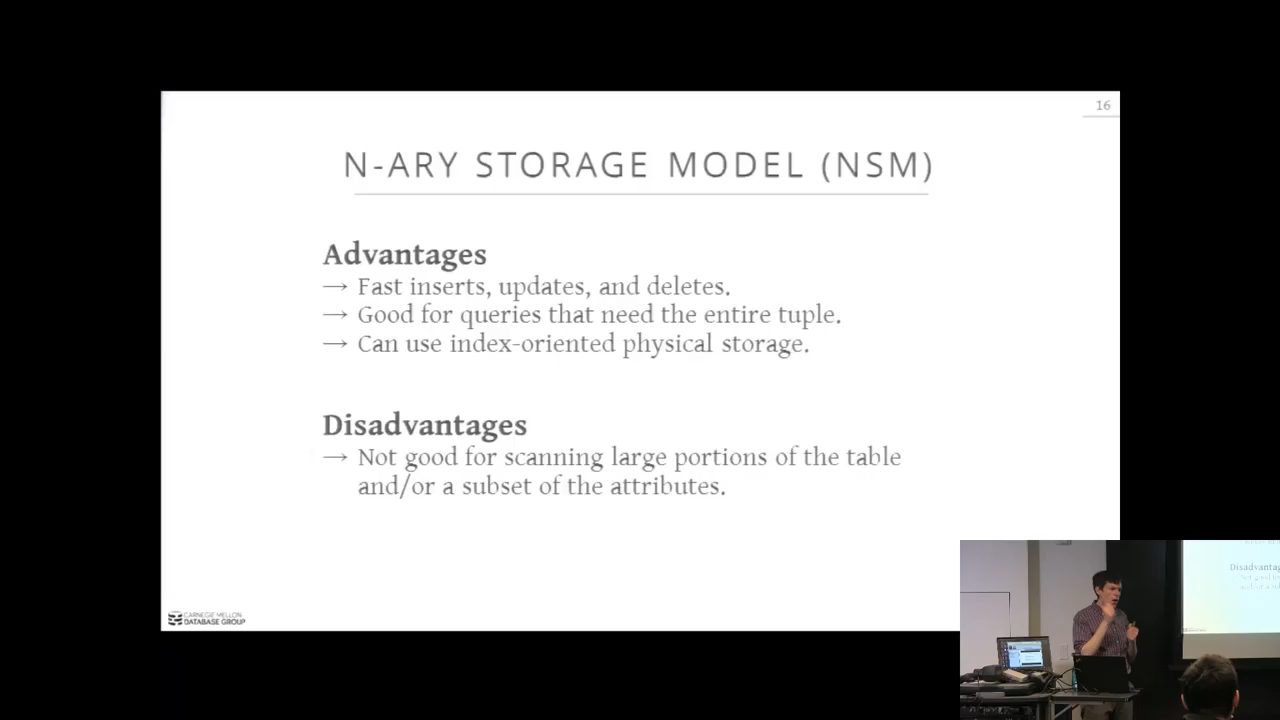 16
N-ARY STORAGE MODEL (NSM)
Advantages
→ Fast inserts, updates, and deletes.
→ Good for queries that need the entire tuple.
→ Can use index-oriented physical storage.
Disadvantages
→ Not good for scanning large portions of the table
and/or a subset of the attributes.
CARNEGIE MELLON
DATABASE GROUP
Disadvantag